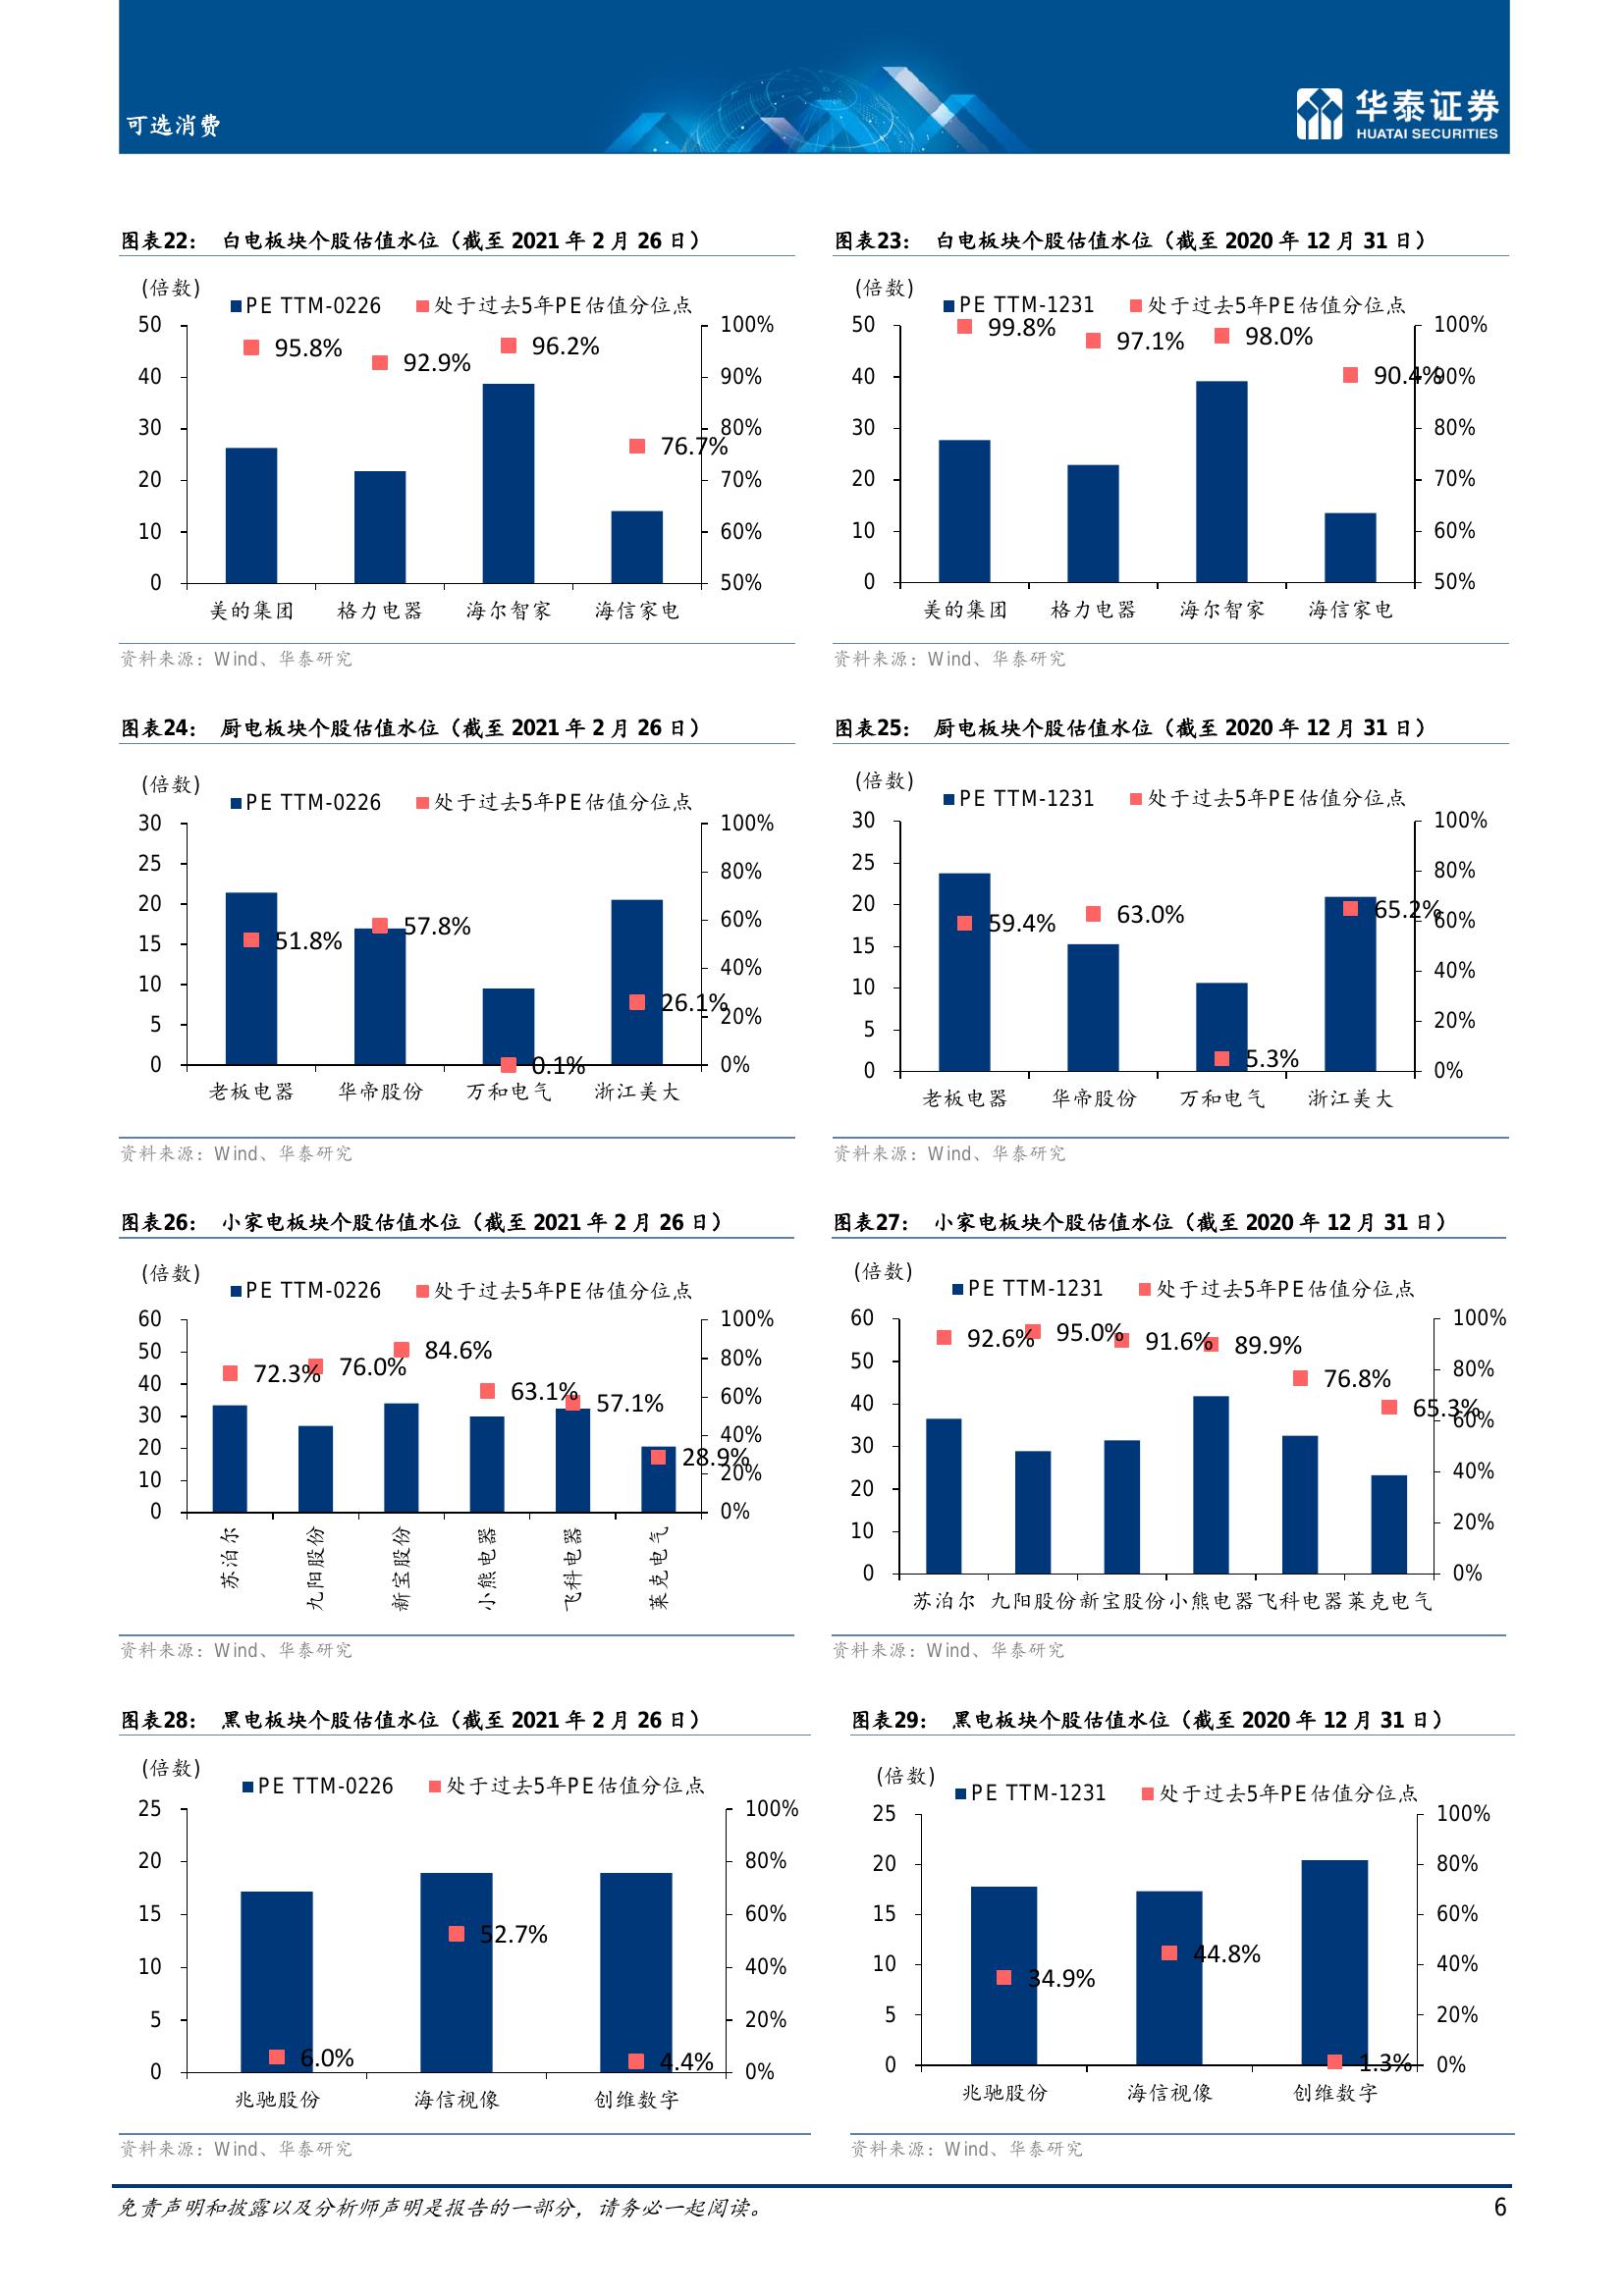 可选消费
华泰证券
HUATAI SECURITIES
图表22： 白电板块个股估值水位（截至 2021 年 2 月 26 日）
(倍数)
PE TTM-0226 处于过去5年PE估值分位点
50 100%
95.8% 92.9% 96.2%
40 90%
30 80%
76.7%
20 70%
10 60%
0 50%
美的集团 格力电器 海尔智家 海信家电
资料来源：Wind、华泰研究
图表23： 白电板块个股估值水位（截至 2020 年 12 月 31 日）
(倍数)
PE TTM-1231 处于过去5年PE估值分位点
50 100%
99.8% 97.1% 98.0%
40 90.4% 90%
30 80%
20 70%
10 60%
0 50%
美的集团 格力电器 海尔智家 海信家电
资料来源：Wind、华泰研究
图表24： 厨电板块个股估值水位（截至 2021 年 2 月 26 日）
(倍数)
PE TTM-0226 处于过去5年PE估值分位点
30 100%
25 80%
20 60%
51.8% 57.8%
15 40%
10 26.1%
5 20%
0 0.1% 0%
老板电器 华帝股份 万和电气 浙江美大
资料来源：Wind、华泰研究
图表25： 厨电板块个股估值水位（截至 2020 年 12 月 31 日）
(倍数)
PE TTM-1231 处于过去5年PE估值分位点
30 100%
25 80%
20 65.2% 60%
59.4% 63.0%
15 40%
10 20%
5 5.3%
0 0%
老板电器 华帝股份 万和电气 浙江美大
资料来源：Wind、华泰研究
图表26： 小家电板块个股估值水位（截至 2021 年 2 月 26 日）
(倍数)
PE TTM-0226 处于过去5年PE估值分位点
60 100%
50 84.6% 80%
72.3% 76.0%
40 63.1% 57.1% 60%
30 40%
20 28.9% 20%
10
0 0%
苏泊尔 九阳股份 新宝股份 小熊电器 飞科电器 莱克电气
资料来源：Wind、华泰研究
图表27： 小家电板块个股估值水位（截至 2020 年 12 月 31 日）
(倍数)
PE TTM-1231 处于过去5年PE估值分位点
60 100%
92.6% 95.0% 91.6% 89.9%
50 76.8% 80%
40 65.3% 60%
30 40%
20 20%
10
0 0%
苏泊尔 九阳股份 新宝股份 小熊电器 飞科电器 莱克电气
资料来源：Wind、华泰研究
图表28： 黑电板块个股估值水位（截至 2021 年 2 月 26 日）
(倍数)
PE TTM-0226 处于过去5年PE估值分位点
25 100%
20 80%
15 60%
52.7%
10 40%
5 20%
6.0% 4.4%
0 0%
兆驰股份 海信视像 创维数字
资料来源：Wind、华泰研究
图表29： 黑电板块个股估值水位（截至 2020 年 12 月 31 日）
(倍数)
PE TTM-1231 处于过去5年PE估值分位点
25 100%
20 80%
15 60%
44.8%
10 40%
34.9%
5 20%
0 1.3% 0%
兆驰股份 海信视像 创维数字
资料来源：Wind、华泰研究
免责声明和披露以及分析师声明是报告的一部分，请务必一起阅读。 6